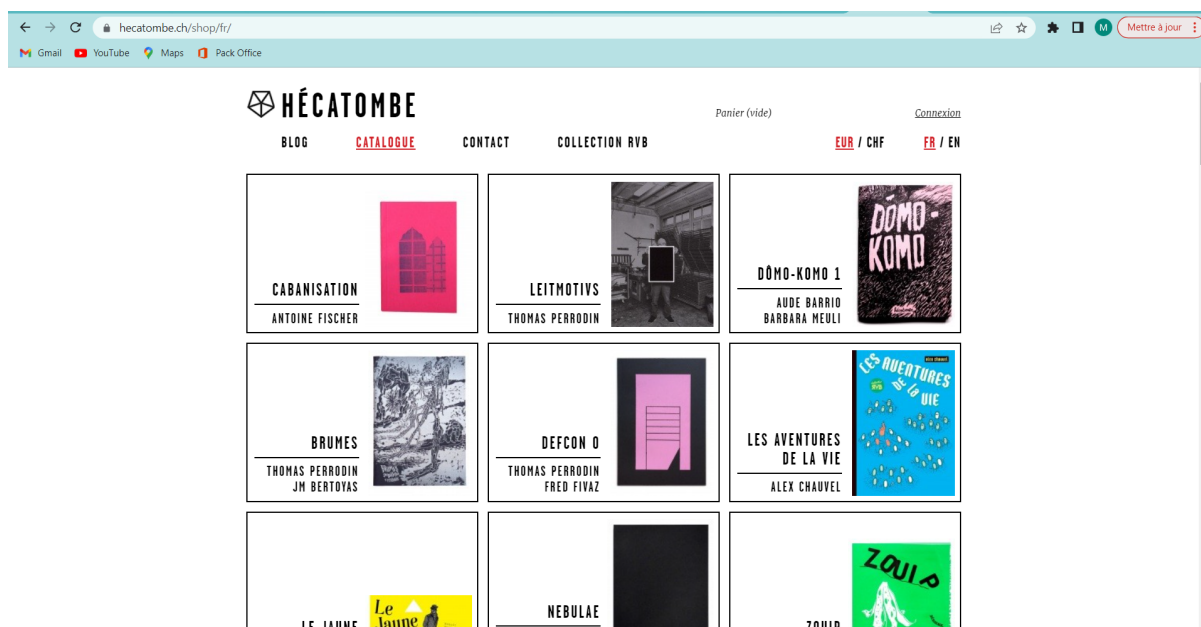 hecatombe.ch/shop/fr/
Mettre à jour
M
Gmail
YouTube
Maps
Pack Office
HÉCATOMBE
Panier (vide)
Connexion
BLOG
CATALOGUE
CONTACT
COLLECTION RVB
EUR / CHF
FR / EN
CABANISATION
ANTOINE FISCHER
LEITMOTIVS
THOMAS PERRODIN
DÔMO-KOMO 1
AUDE BARRIO
BARBARA MEULI
DÔMO-
KOMO
BRUMES
THOMAS PERRODIN
JM BERTOYAS
DEFCON 0
THOMAS PERRODIN
FRED FIVAZ
LES AVENTURES
DE LA VIE
ALEX CHAUVEL
LES AVENTURES
DE LA VIE
LE JAUNE
Le
Jaune
NEBULAE
ZOUIP
ZOUIP